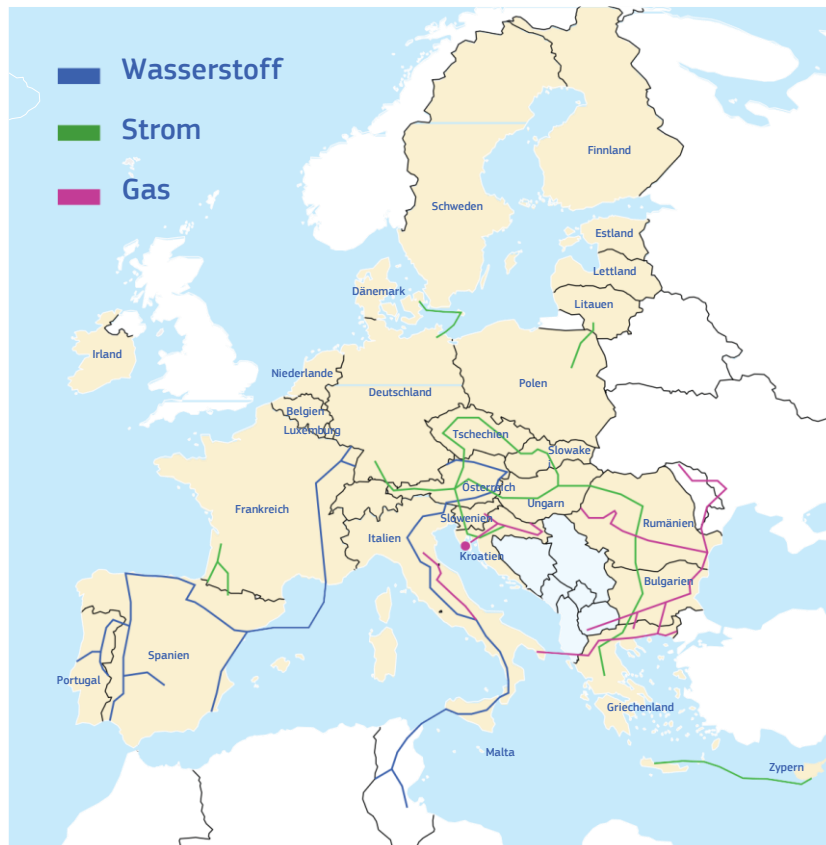 Wasserstoff
Strom
Gas
Finnland
Schweden
Estland
Lettland
Dänemark
Litauen
Irland
Niederlande
Polen
Deutschland
Belgien
Luxemburg
Tschechien
Slowake
Österreich
Ungarn
Frankreich
Slowenien
Rumänien
Italien
Kroatien
Bulgarien
Spanien
Portugal
Griechenland
Malta
Zypern